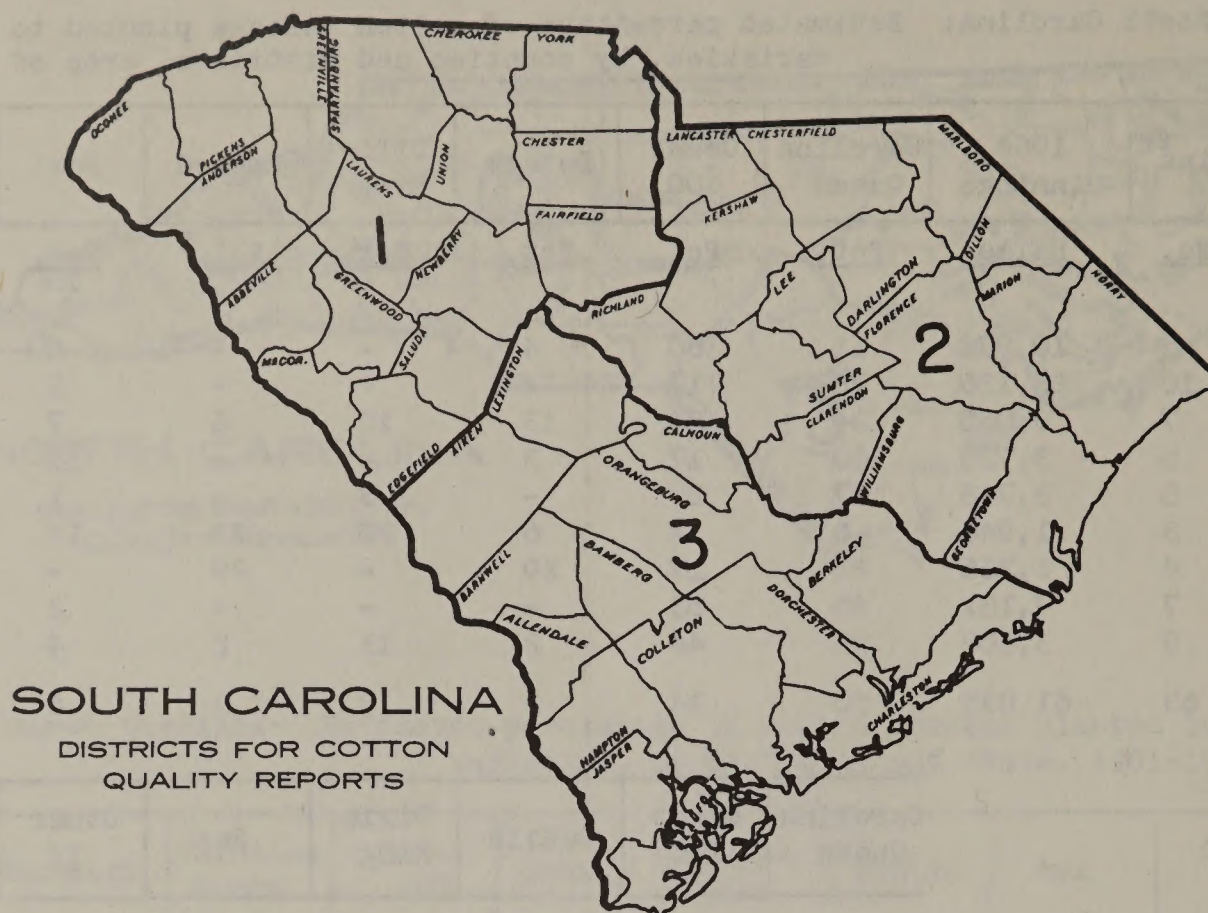 OCONEE
PICKENS
ANDERSON
GREENVILLE
SPARTANBURG
CHEROKEE
YORK
UNION
CHESTER
LAURENS
LANCASTER
CHESTERFIELD
MARLBORO
1
NEWBERRY
FAIRFIELD
KERSHAW
DILLON
ABBEVILLE
GREENWOOD
LEE
DARLINGTON
FLORENCE
MARION
HORRY
McCOR.
SALUDA
LEXINGTON
RICHLAND
2
SUMTER
CLARENDON
EDGEFIELD
AIKEN
CALHOUN
ORANGEBURG
WILLIAMSBURG
GEORGETOWN
3
BARNWELL
BAMBERG
BERKELEY
ALLENDALE
COLLETON
DORCHESTER
CHARLESTON
HAMPTON
JASPER
SOUTH CAROLINA
DISTRICTS FOR COTTON
QUALITY REPORTS